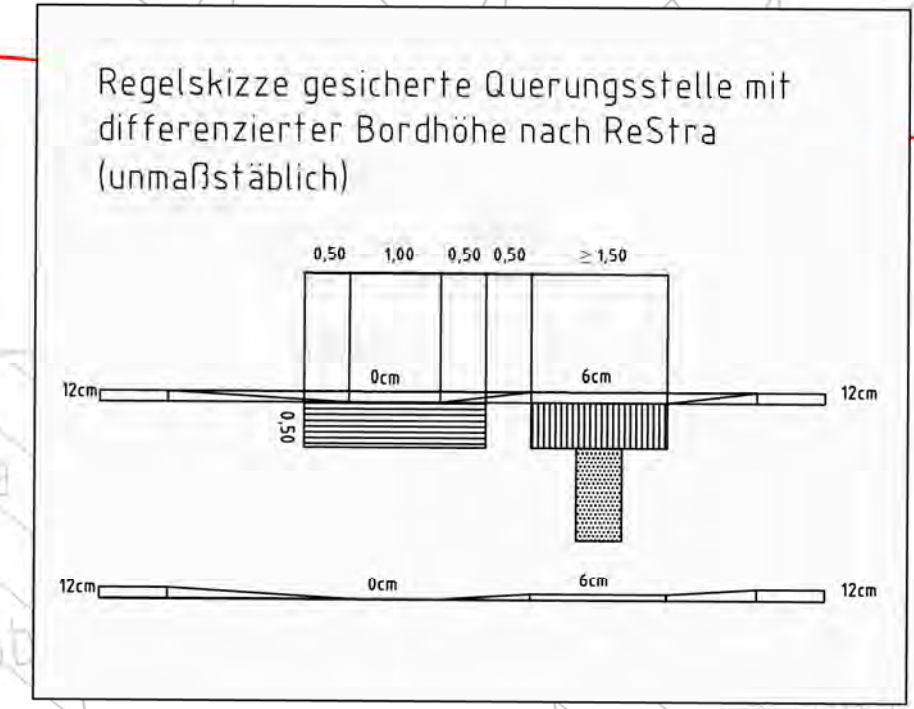 Regelskizze gesicherte Querungsstelle mit
differenzierter Bordhöhe nach ReStra
(unmaßstäblich)
0,50 1,00 0,50 0,50 ≥ 1,50
12cm 0cm 6cm 12cm
0,50
12cm 0cm 6cm 12cm